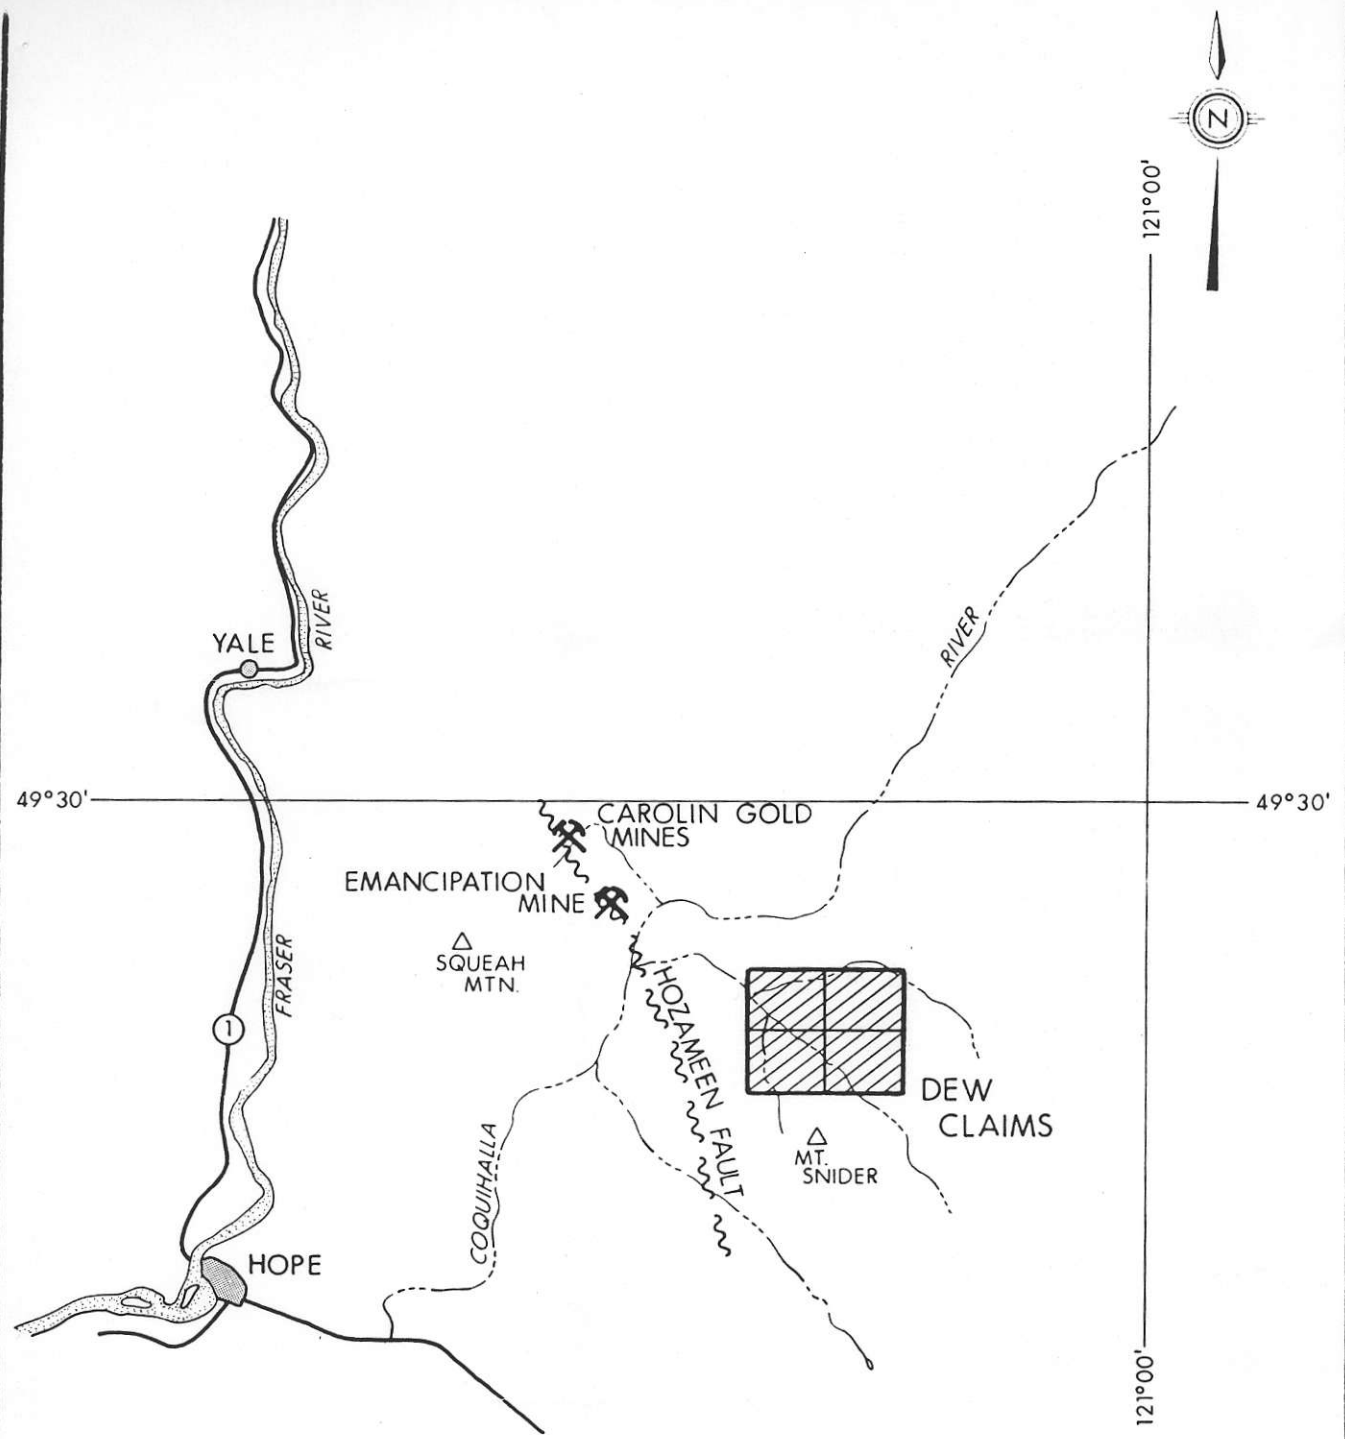 N
121°00'
RIVER
YALE
RIVER
49°30'
49°30'
CAROLIN GOLD
MINES
EMANCIPATION
MINE
SQUEAH
MTN.
FRASER
HOZAMEEN FAULT
1
DEW
CLAIMS
COQUIHALLA
MT.
SNIDER
HOPE
121°00'